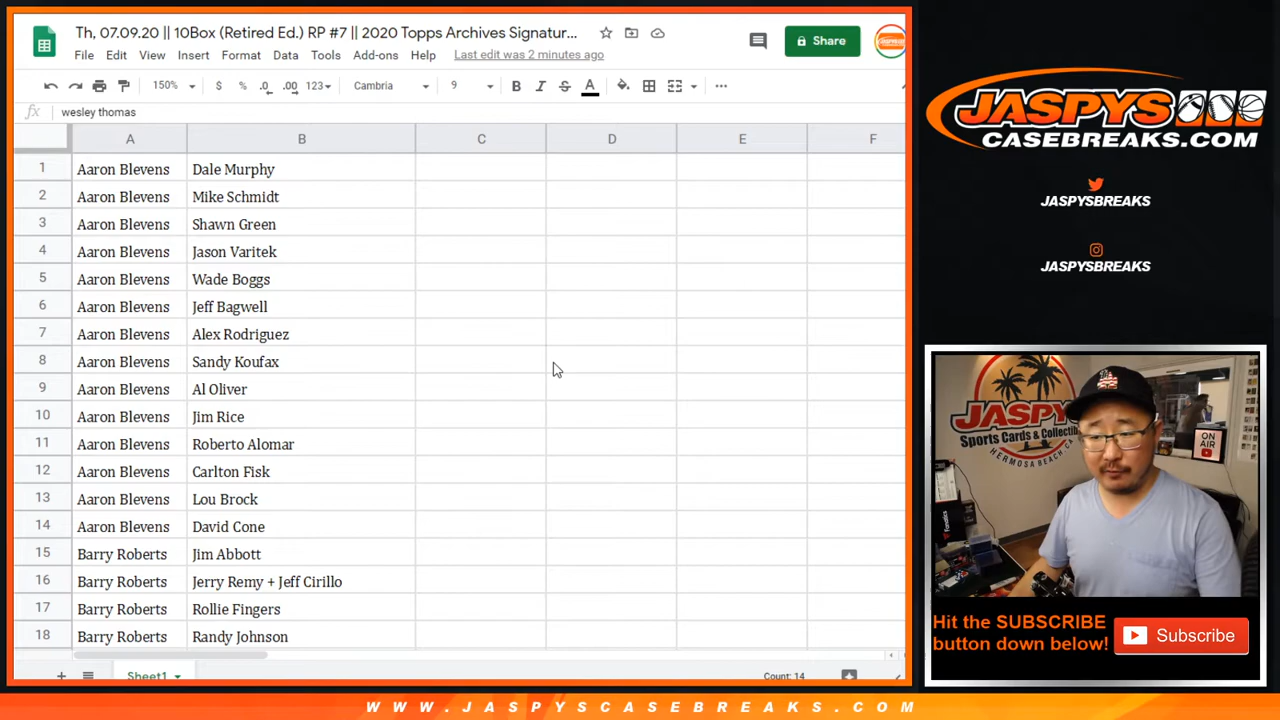 Th, 07.09.20 || 10Box (Retired Ed.) RP #7 || 2020 Topps Archives Signatur...
File Edit View Insert Format Data Tools Add-ons Help Last edit was 2 minutes ago
Share
150% $ % .0 .00 123 Cambria 9 B I S A
fx wesley thomas
A B C D E F
1 Aaron Blevens Dale Murphy
2 Aaron Blevens Mike Schmidt
3 Aaron Blevens Shawn Green
4 Aaron Blevens Jason Varitek
5 Aaron Blevens Wade Boggs
6 Aaron Blevens Jeff Bagwell
7 Aaron Blevens Alex Rodriguez
8 Aaron Blevens Sandy Koufax
9 Aaron Blevens Al Oliver
10 Aaron Blevens Jim Rice
11 Aaron Blevens Roberto Alomar
12 Aaron Blevens Carlton Fisk
13 Aaron Blevens Lou Brock
14 Aaron Blevens David Cone
15 Barry Roberts Jim Abbott
16 Barry Roberts Jerry Remy + Jeff Cirillo
17 Barry Roberts Rollie Fingers
18 Barry Roberts Randy Johnson
Sheet1 Count: 14
JASPYS
CASEBREAKS.COM
JASPYSBREAKS
JASPYSBREAKS
JASPY
Sports Cards & Collectib
HERMOSA BEACH CA
ON AIR
Fanatics
Hit the SUBSCRIBE
button down below!
Subscribe
WWW.JASPYSCASEBREAKS.COM